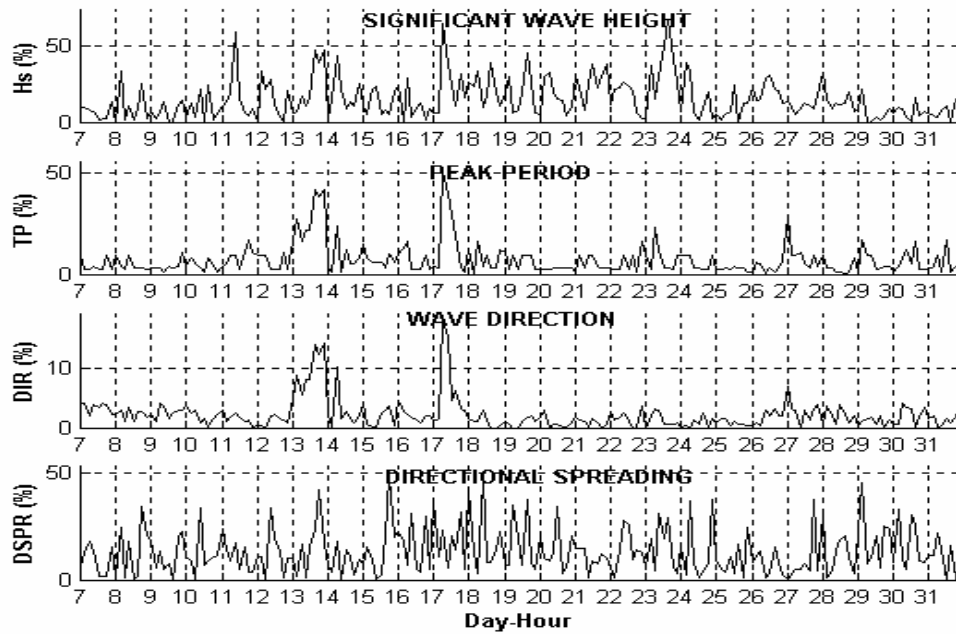 SIGNIFICANT WAVE HEIGHT
Hs (%)
50
0
7 8 9 10 11 12 13 14 15 16 17 18 19 20 21 22 23 24 25 26 27 28 29 30 31
PEAK PERIOD
TP (%)
50
0
7 8 9 10 11 12 13 14 15 16 17 18 19 20 21 22 23 24 25 26 27 28 29 30 31
WAVE DIRECTION
DIR (%)
10
0
7 8 9 10 11 12 13 14 15 16 17 18 19 20 21 22 23 24 25 26 27 28 29 30 31
DIRECTIONAL SPREADING
DSPR (%)
50
0
7 8 9 10 11 12 13 14 15 16 17 18 19 20 21 22 23 24 25 26 27 28 29 30 31
Day-Hour